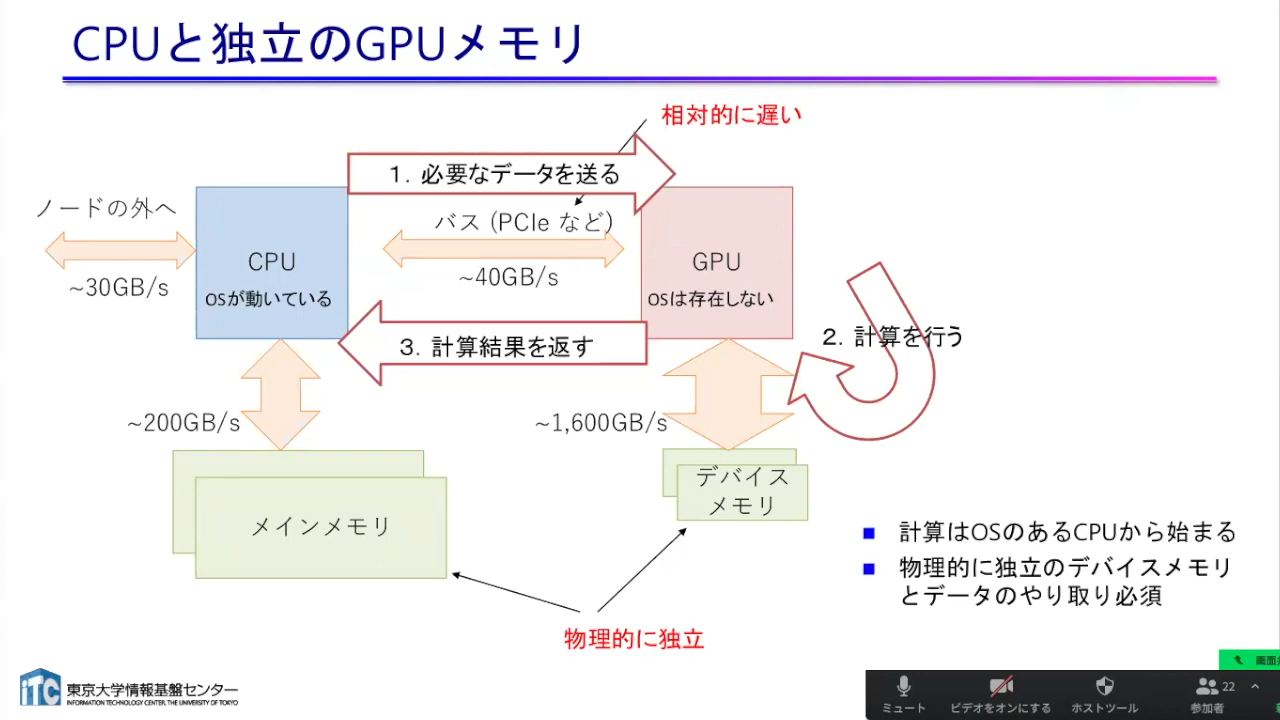 CPUと独立のGPUメモリ
相対的に遅い
1. 必要なデータを送る
ノードの外へ
バス (PCIe など)
CPU
GPU
~30GB/s
~40GB/s
OSが動いている
OSは存在しない
2. 計算を行う
3. 計算結果を返す
~200GB/s
~1,600GB/s
デバイス
メモリ
メインメモリ
計算はOSのあるCPUから始まる
物理的に独立のデバイスメモリ
とデータのやり取り必須
物理的に独立
iTC 東京大学情報基盤センター
INFORMATION TECHNOLOGY CENTER, THE UNIVERSITY OF TOKYO
画面
22
ミュート
ビデオをオンにする
ホストツール
参加者